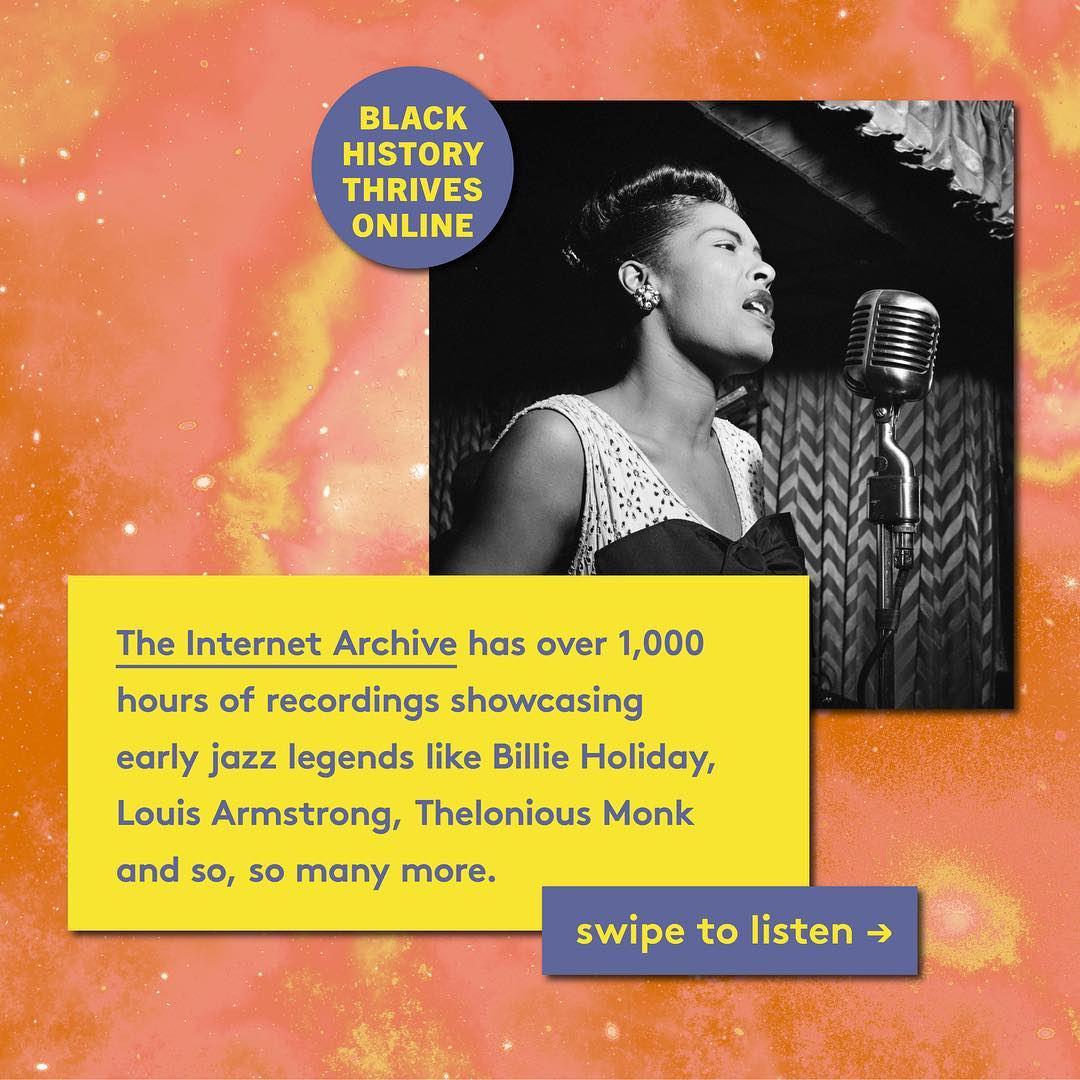 BLACK
HISTORY
THRIVES
ONLINE
The Internet Archive has over 1,000
hours of recordings showcasing
early jazz legends like Billie Holiday,
Louis Armstrong, Thelonious Monk
and so, so many more.
swipe to listen →